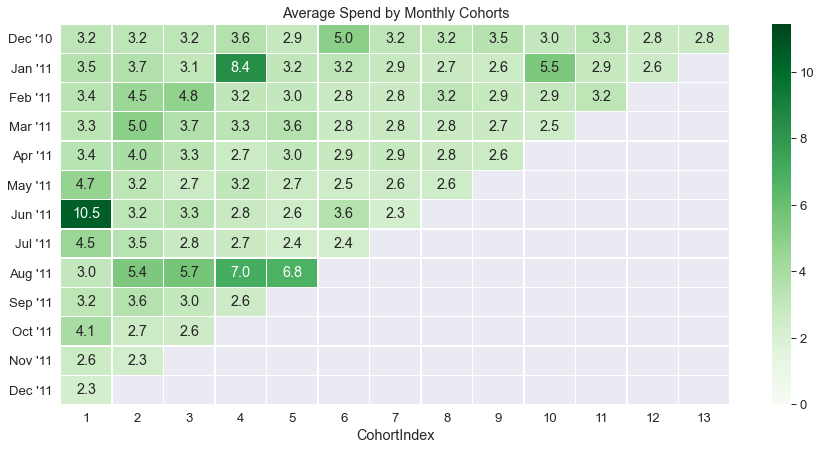 Average Spend by Monthly Cohorts
Dec '10 3.2 3.2 3.2 3.6 2.9 5.0 3.2 3.2 3.5 3.0 3.3 2.8 2.8
Jan '11 3.5 3.7 3.1 8.4 3.2 3.2 2.9 2.7 2.6 5.5 2.9 2.6
Feb '11 3.4 4.5 4.8 3.2 3.0 2.8 2.8 3.2 2.9 2.9 3.2
Mar '11 3.3 5.0 3.7 3.3 3.6 2.8 2.8 2.8 2.7 2.5
Apr '11 3.4 4.0 3.3 2.7 3.0 2.9 2.9 2.8 2.6
May '11 4.7 3.2 2.7 3.2 2.7 2.5 2.6 2.6
Jun '11 10.5 3.2 3.3 2.8 2.6 3.6 2.3
Jul '11 4.5 3.5 2.8 2.7 2.4 2.4
Aug '11 3.0 5.4 5.7 7.0 6.8
Sep '11 3.2 3.6 3.0 2.6
Oct '11 4.1 2.7 2.6
Nov '11 2.6 2.3
Dec '11 2.3
1 2 3 4 5 6 7 8 9 10 11 12 13
CohortIndex
10
8
6
4
2
0